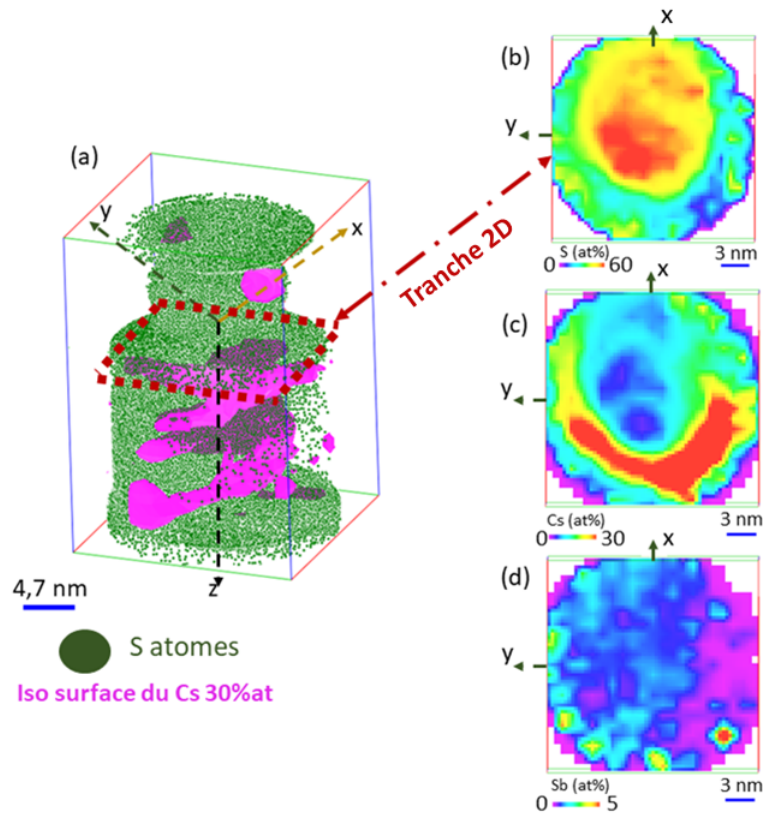 (a)
y
x
z
4,7 nm
S atomes
Iso surface du Cs 30%at
Tranche 2D
(b)
x
y
S (at%)
0 60
3 nm
(c)
x
y
Cs (at%)
0 30
3 nm
(d)
x
y
Sb (at%)
0 5
3 nm